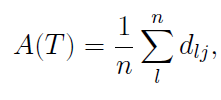 A(T) = \frac{1}{n} \sum_{l}^{n} d_{lj},